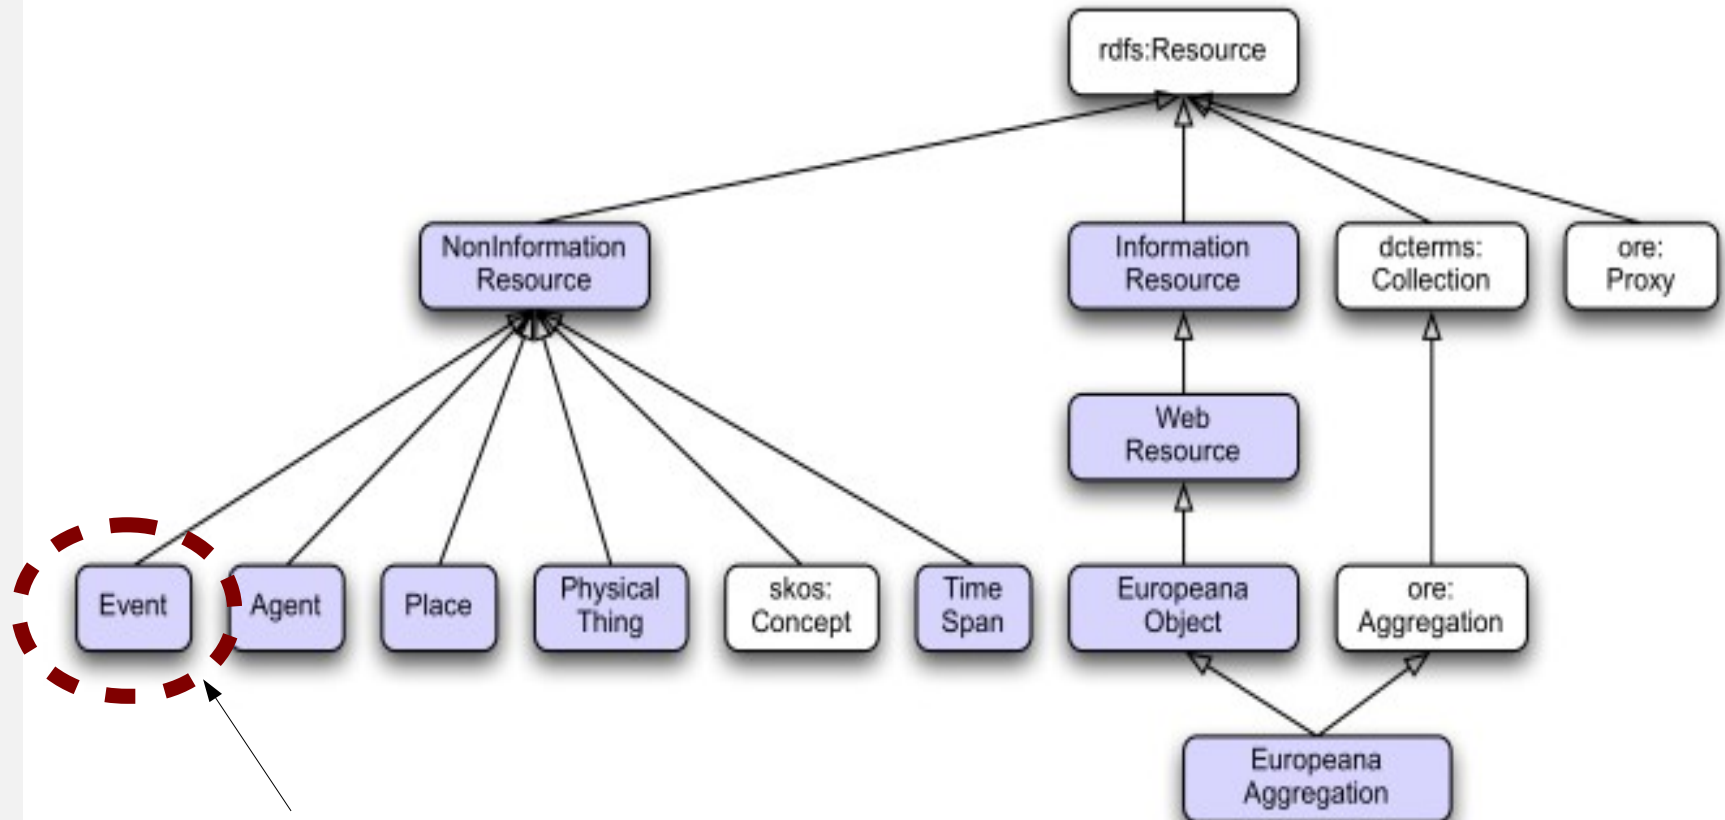 rdfs:Resource
NonInformation
Resource
Information
Resource
dcterms:
Collection
ore:
Proxy
Web
Resource
Event
Agent
Place
Physical
Thing
skos:
Concept
Time
Span
Europeana
Object
ore:
Aggregation
Europeana
Aggregation